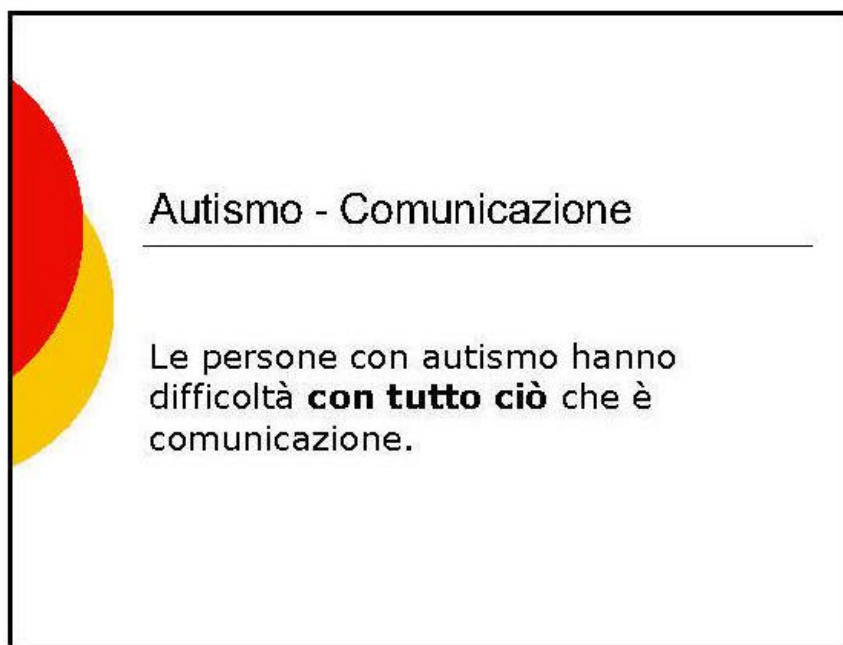 Autismo - Comunicazione
Le persone con autismo hanno
difficoltà con tutto ciò che è
comunicazione.